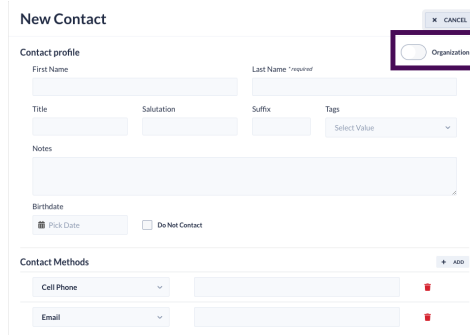 New Contact
× CANCEL
Contact profile
Organization
First Name
Last Name * required
Title
Salutation
Suffix
Tags
Select Value
Notes
Birthdate
Pick Date
Do Not Contact
Contact Methods
+ ADD
Cell Phone
Email